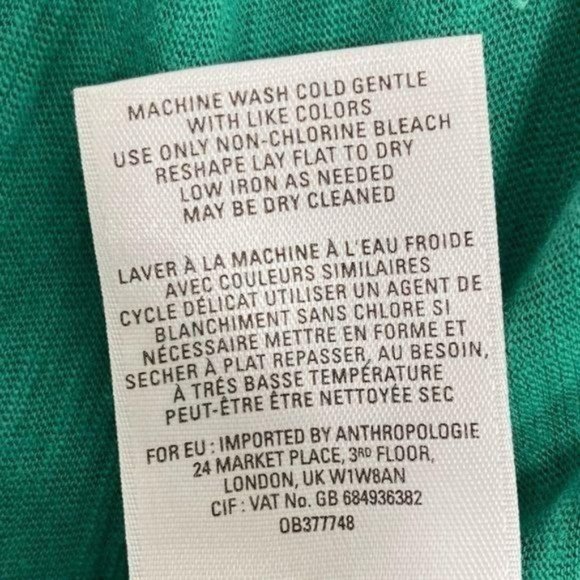 MACHINE WASH COLD GENTLE
WITH LIKE COLORS
USE ONLY NON-CHLORINE BLEACH
RESHAPE LAY FLAT TO DRY
LOW IRON AS NEEDED
MAY BE DRY CLEANED
LAVER À LA MACHINE À L'EAU FROIDE
AVEC COULEURS SIMILAIRES
CYCLE DÉLICAT UTILISER UN AGENT DE
BLANCHIMENT SANS CHLORE SI
NÉCESSAIRE METTRE EN FORME ET
SECHER À PLAT REPASSER, AU BESOIN,
À TRÉS BASSE TEMPÉRATURE
PEUT-ÊTRE ÊTRE NETTOYÉE SEC
FOR EU : IMPORTED BY ANTHROPOLOGIE
24 MARKET PLACE, 3RD FLOOR,
LONDON, UK W1W8AN
CIF : VAT No. GB 684936382
OB377748